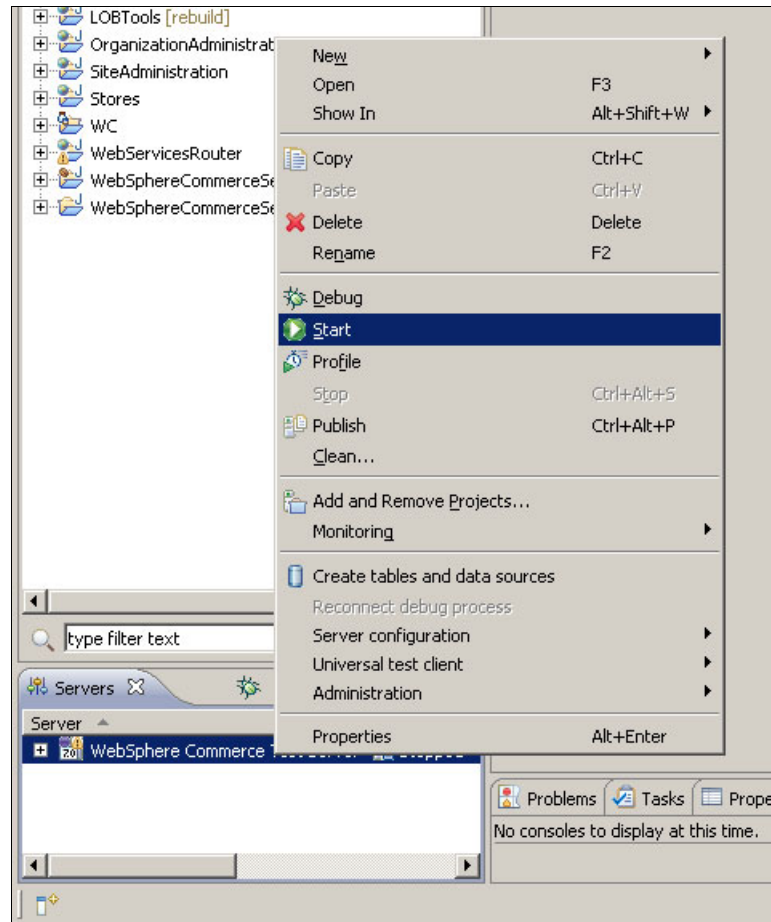 LOBTools [rebuild]
OrganizationAdministrat
SiteAdministration
Stores
WC
WebServicesRouter
WebSphereCommerceSe
WebSphereCommerceSe
New
Open F3
Show In Alt+Shift+W
Copy Ctrl+C
Paste Ctrl+V
Delete Delete
Rename F2
Debug
Start
Profile
Stop Ctrl+Alt+S
Publish Ctrl+Alt+P
Clean...
Add and Remove Projects...
Monitoring
Create tables and data sources
Reconnect debug process
Server configuration
Universal test client
Administration
Properties Alt+Enter
type filter text
Servers
Server
7.0 WebSphere Commerce
Problems Tasks Prope
No consoles to display at this time.